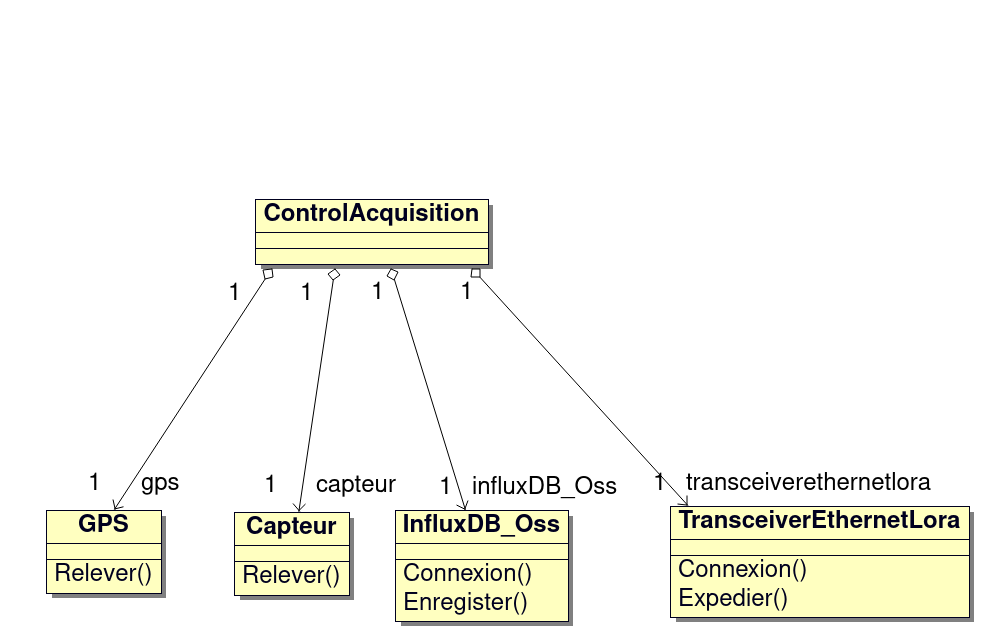 ControlAcquisition
1
1
1
1
1
gps
1
capteur
1
influxDB_Oss
1
transceiverethernetlora
GPS
Relever()
Capteur
Relever()
InfluxDB_Oss
Connexion()
Enregister()
TransceiverEthernetLora
Connexion()
Expedier()